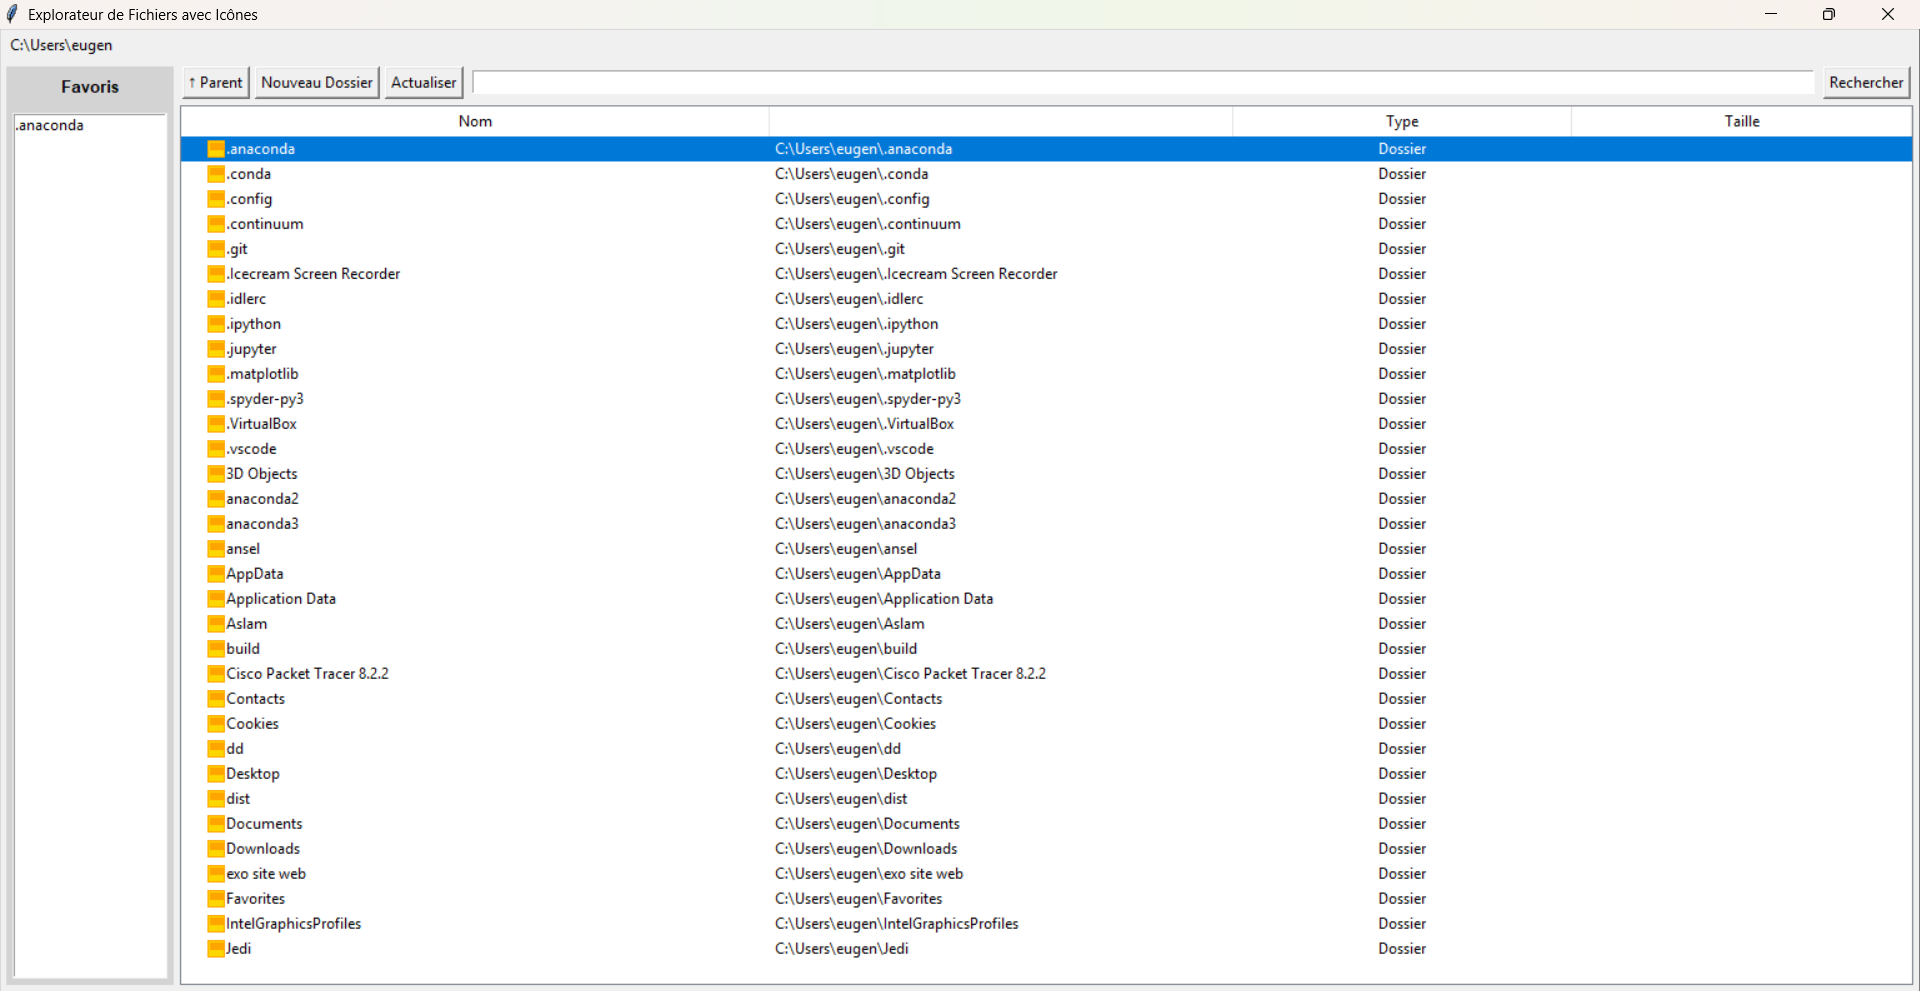 Explorateur de Fichiers avec Icônes
C:\Users\eugen
Favoris
↑ Parent Nouveau Dossier Actualiser Rechercher
.anaconda
Nom Type Taille
.anaconda C:\Users\eugen\.anaconda Dossier
.conda C:\Users\eugen\.conda Dossier
.config C:\Users\eugen\.config Dossier
.continuum C:\Users\eugen\.continuum Dossier
.git C:\Users\eugen\.git Dossier
.Icecream Screen Recorder C:\Users\eugen\.Icecream Screen Recorder Dossier
.idlerc C:\Users\eugen\.idlerc Dossier
.ipython C:\Users\eugen\.ipython Dossier
.jupyter C:\Users\eugen\.jupyter Dossier
.matplotlib C:\Users\eugen\.matplotlib Dossier
.spyder-py3 C:\Users\eugen\.spyder-py3 Dossier
.VirtualBox C:\Users\eugen\.VirtualBox Dossier
.vscode C:\Users\eugen\.vscode Dossier
3D Objects C:\Users\eugen\3D Objects Dossier
anaconda2 C:\Users\eugen\anaconda2 Dossier
anaconda3 C:\Users\eugen\anaconda3 Dossier
ansel C:\Users\eugen\ansel Dossier
AppData C:\Users\eugen\AppData Dossier
Application Data C:\Users\eugen\Application Data Dossier
Aslam C:\Users\eugen\Aslam Dossier
build C:\Users\eugen\build Dossier
Cisco Packet Tracer 8.2.2 C:\Users\eugen\Cisco Packet Tracer 8.2.2 Dossier
Contacts C:\Users\eugen\Contacts Dossier
Cookies C:\Users\eugen\Cookies Dossier
dd C:\Users\eugen\dd Dossier
Desktop C:\Users\eugen\Desktop Dossier
dist C:\Users\eugen\dist Dossier
Documents C:\Users\eugen\Documents Dossier
Downloads C:\Users\eugen\Downloads Dossier
exo site web C:\Users\eugen\exo site web Dossier
Favorites C:\Users\eugen\Favorites Dossier
IntelGraphicsProfiles C:\Users\eugen\IntelGraphicsProfiles Dossier
Jedi C:\Users\eugen\Jedi Dossier